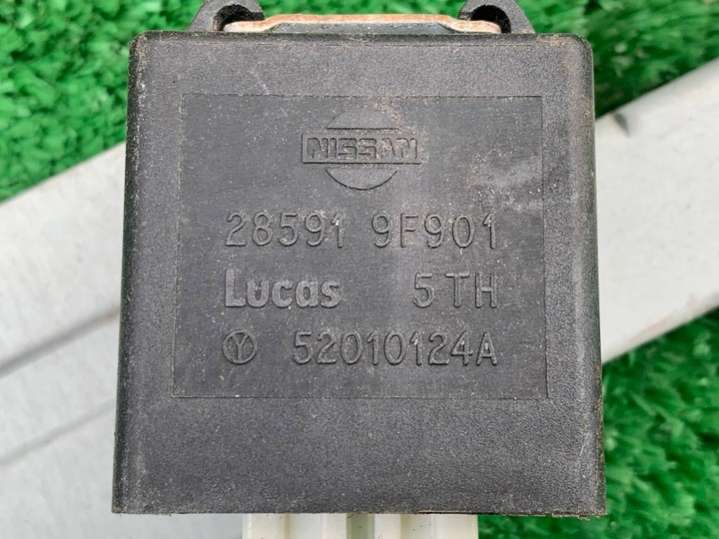 NISSAN
28591 9F901
Lucas 5TH
Ⓨ 52010124A